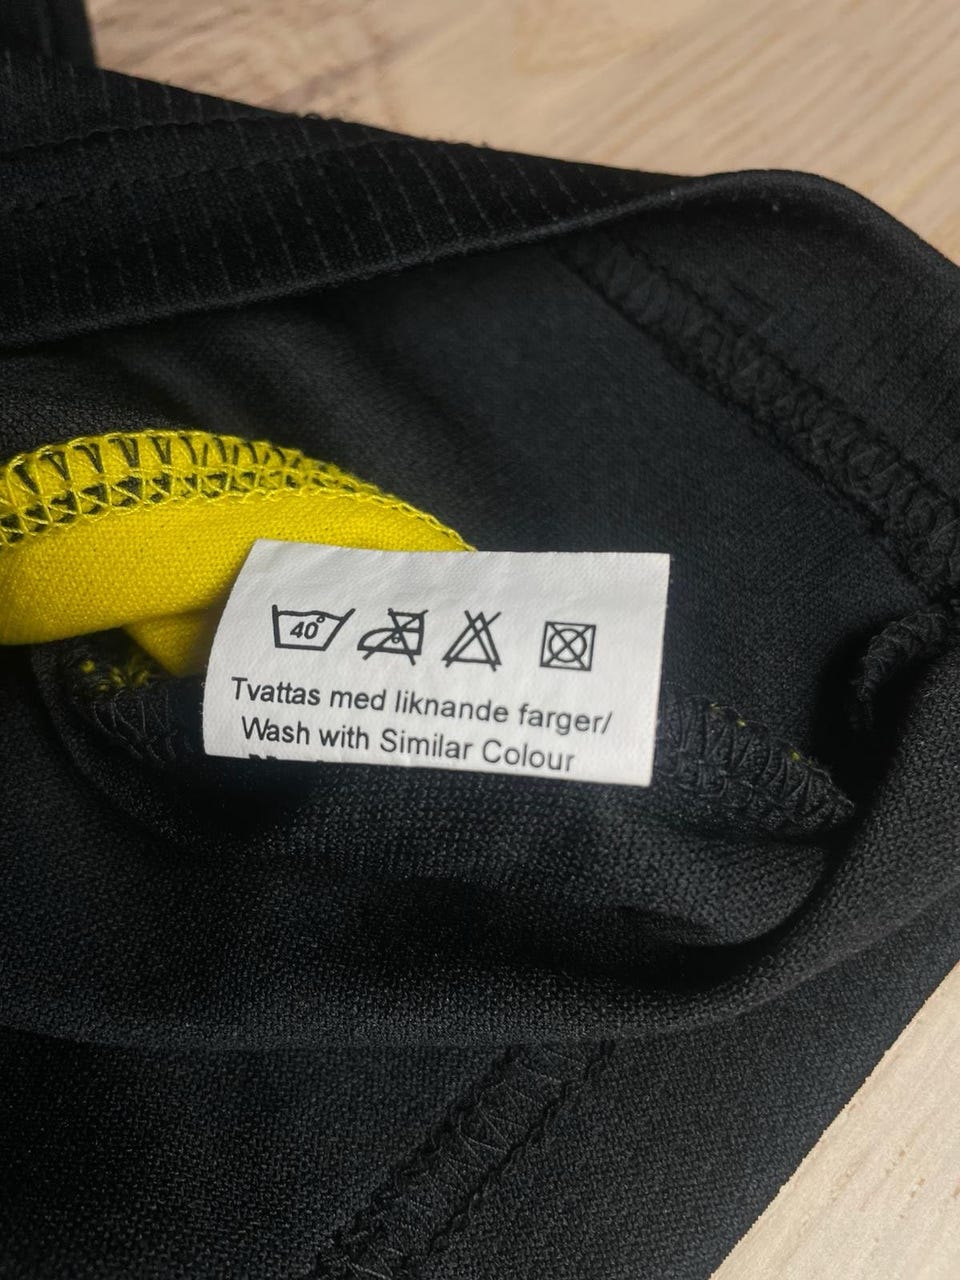 40°
Tvattas med liknande farger/
Wash with Similar Colour